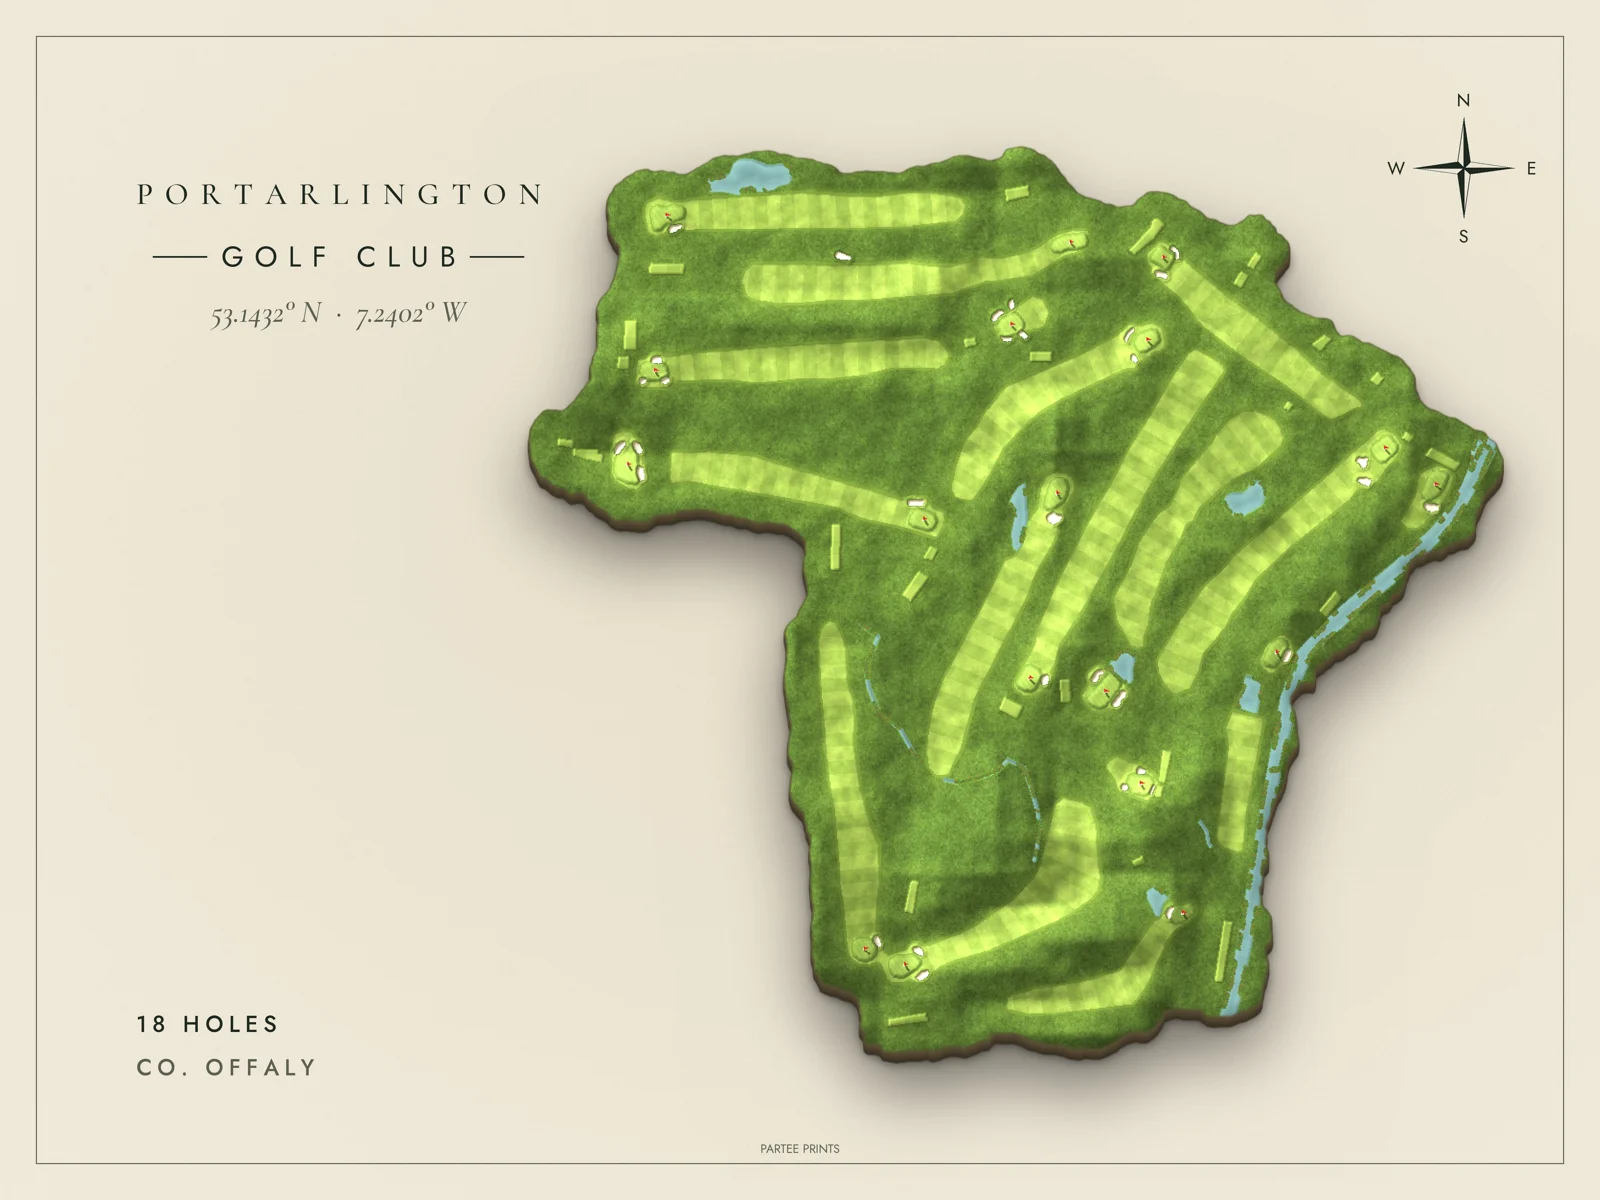 PORTARLINGTON
GOLF CLUB
53.1432° N · 7.2402° W
N
W
E
S
18 HOLES
CO. OFFALY
PARTEE PRINTS